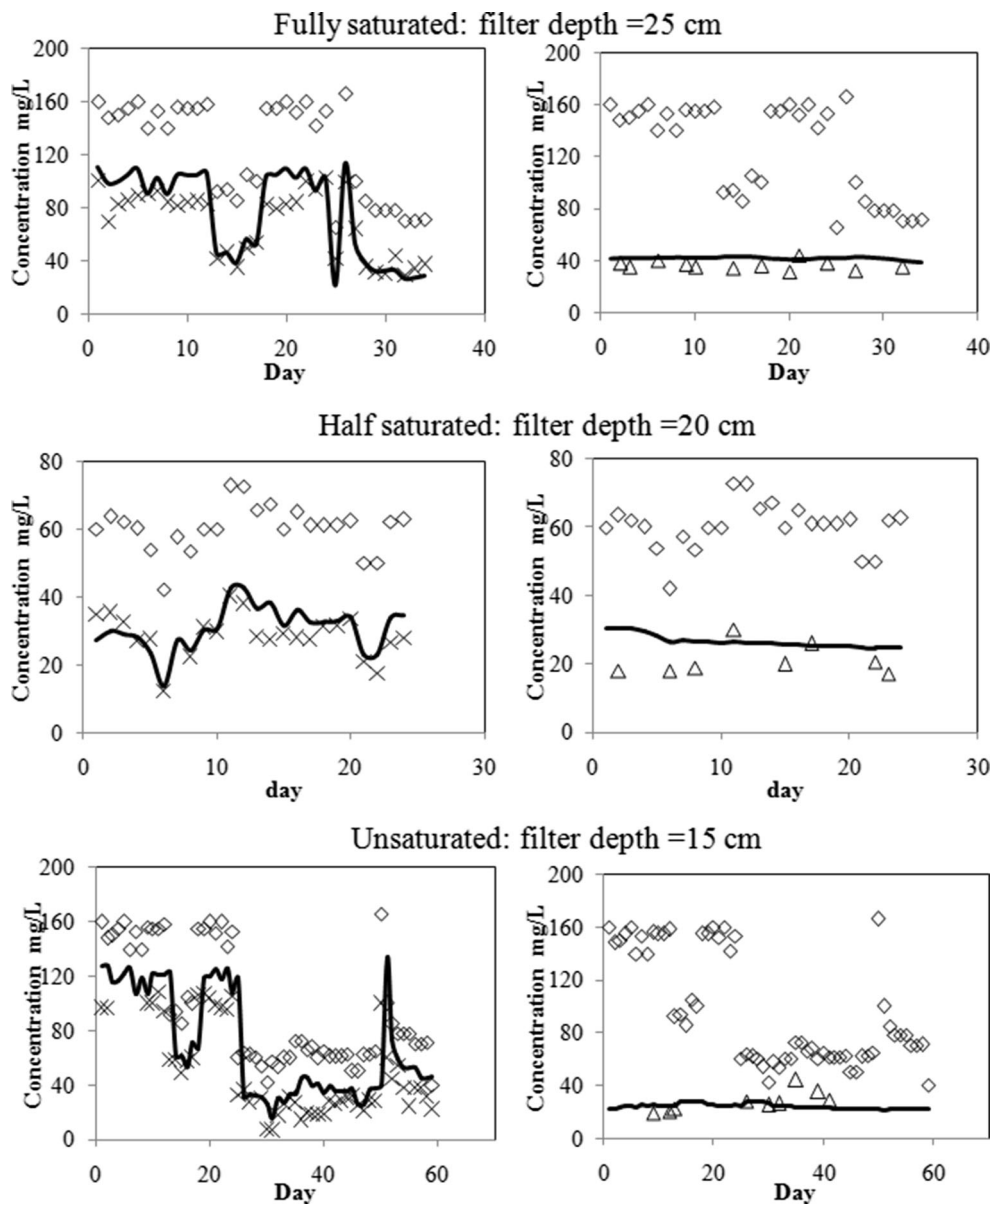 Fully saturated: filter depth =25 cm
Concentration mg/L
200
160
120
80
40
0
0 10 20 30 40
Day
Concentration mg/L
200
160
120
80
40
0
0 10 20 30 40
Day
Half saturated: filter depth =20 cm
Concentration mg/L
80
60
40
20
0
0 10 20 30
day
Concentration mg/L
80
60
40
20
0
0 10 20 30
day
Unsaturated: filter depth =15 cm
Concentration mg/L
200
160
120
80
40
0
0 20 40 60
Day
Concentration mg/L
200
160
120
80
40
0
0 20 40 60
Day